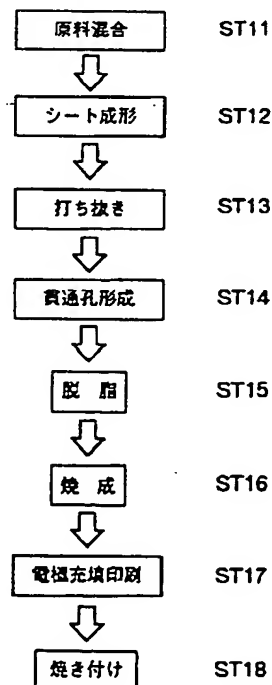 原料混合 ST11
シート成形 ST12
打ち抜き ST13
貫通孔形成 ST14
脱 脂 ST15
焼 成 ST16
電極充填印刷 ST17
焼き付け ST18